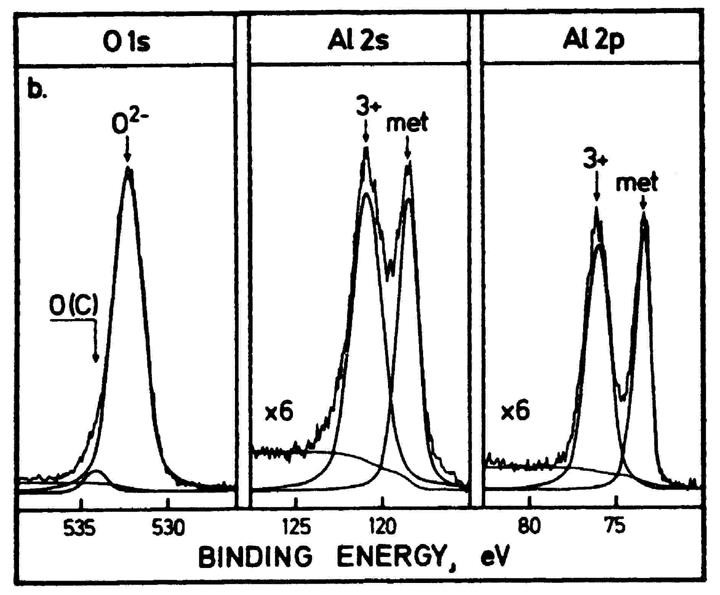 O 1s
Al 2s
Al 2p
b.
O²⁻
O(C)
3+
met
x6
3+
met
x6
535
530
125
120
80
75
BINDING ENERGY, eV